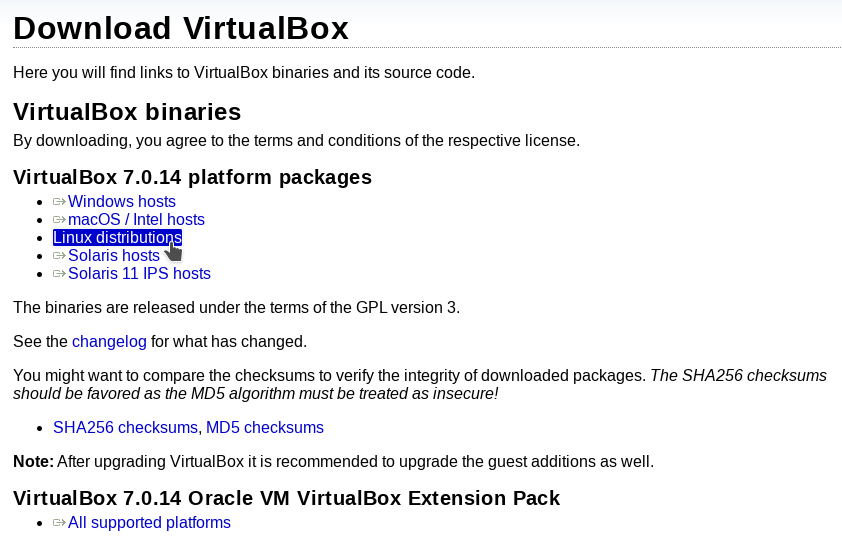 Download VirtualBox
Here you will find links to VirtualBox binaries and its source code.
VirtualBox binaries
By downloading, you agree to the terms and conditions of the respective license.
VirtualBox 7.0.14 platform packages
Windows hosts
macOS / Intel hosts
Linux distributions
Solaris hosts
Solaris 11 IPS hosts
The binaries are released under the terms of the GPL version 3.
See the changelog for what has changed.
You might want to compare the checksums to verify the integrity of downloaded packages. The SHA256 checksums
should be favored as the MD5 algorithm must be treated as insecure!
SHA256 checksums, MD5 checksums
Note: After upgrading VirtualBox it is recommended to upgrade the guest additions as well.
VirtualBox 7.0.14 Oracle VM VirtualBox Extension Pack
All supported platforms